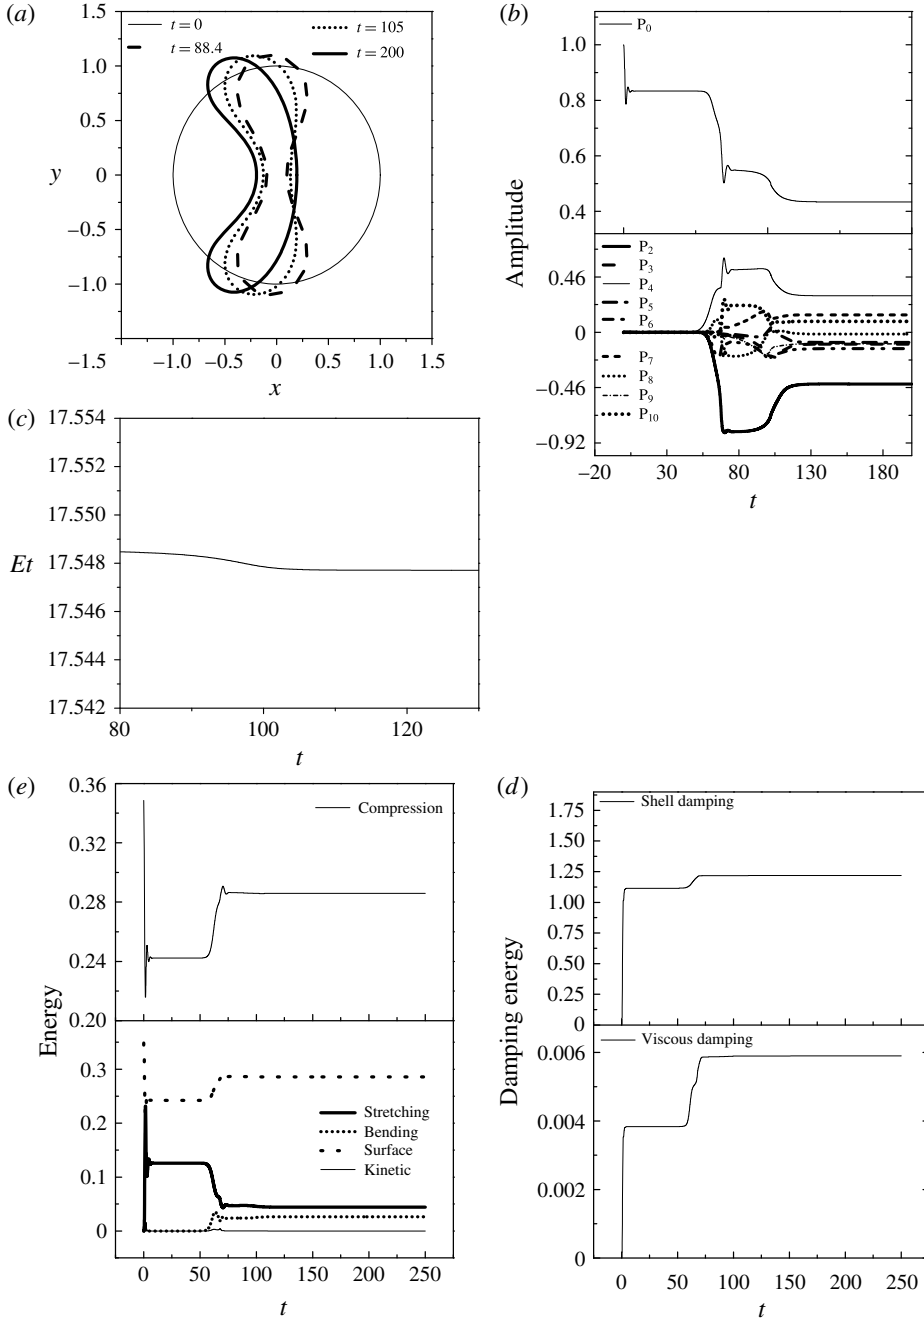 (a)
1.5
1.0
0.5
y 0
−0.5
−1.0
−1.5 −1.0 −0.5 0 0.5 1.0 1.5
x
t = 0
t = 88.4
t = 105
t = 200
(b)
P0
1.0
0.8
0.6
0.4
Amplitude
P2
P3
P4
P5
P6
P7
P8
P9
P10
0.46
0
−0.46
−0.92
−20 30 80 130 180
t
(c)
17.554
17.552
17.550
Et 17.548
17.546
17.544
17.542
80 100 120
t
(e)
0.36
Compression
0.32
0.28
0.24
0.20
Energy
0.3
0.2
0.1
0
Stretching
Bending
Surface
Kinetic
0 50 100 150 200 250
t
(d)
Shell damping
1.75
1.50
1.25
1.00
0.75
0.50
0.25
0
Damping energy
Viscous damping
0.006
0.004
0.002
0
0 50 100 150 200 250
t